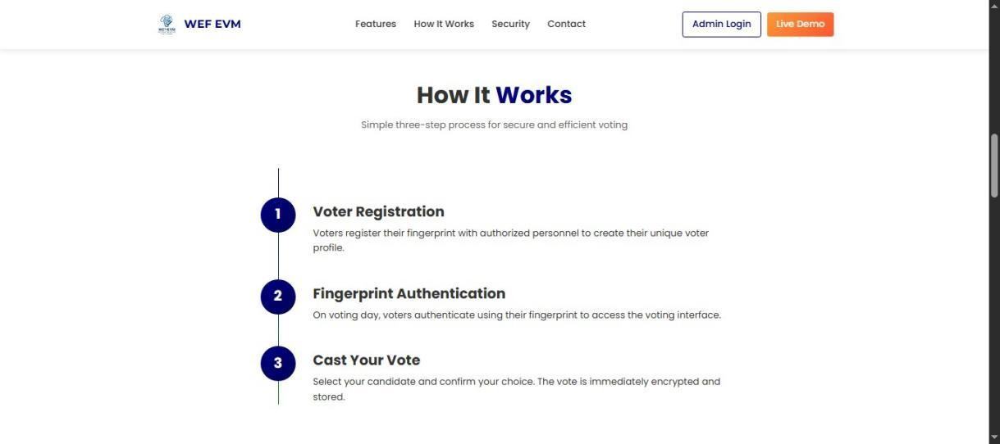 WEF EVM
Features
How It Works
Security
Contact
Admin Login
Live Demo
How It Works
Simple three-step process for secure and efficient voting
1
Voter Registration
Voters register their fingerprint with authorized personnel to create their unique voter
profile.
2
Fingerprint Authentication
On voting day, voters authenticate using their fingerprint to access the voting interface.
3
Cast Your Vote
Select your candidate and confirm your choice. The vote is immediately encrypted and
stored.